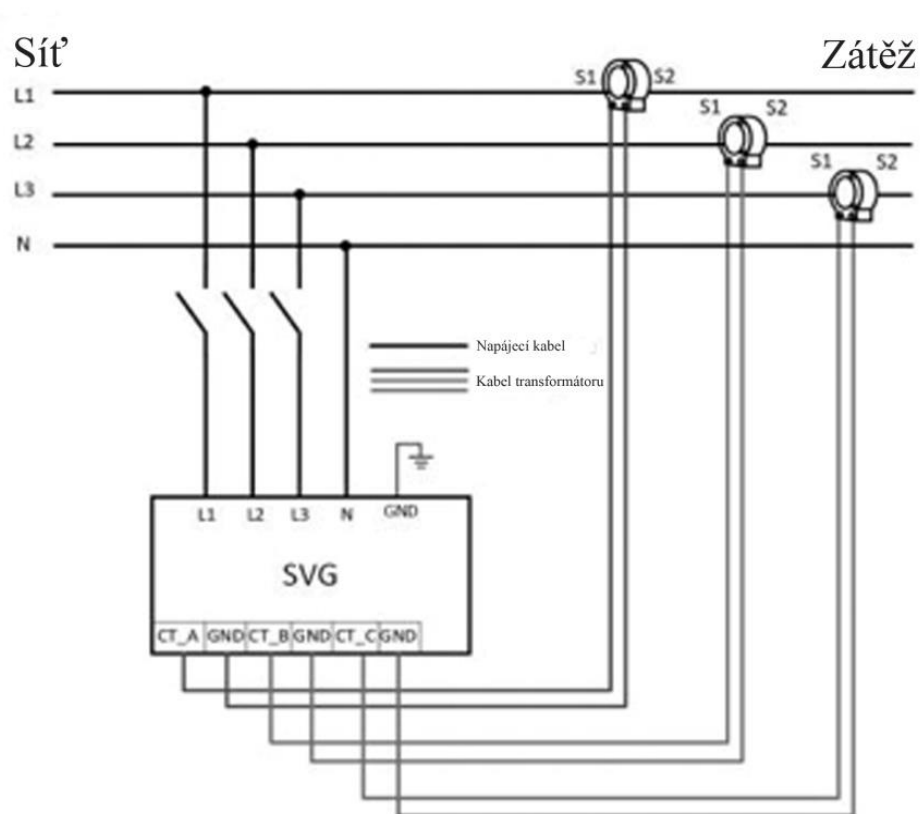 Síť Zátěž
S1 S2
L1
S1 S2
L2
S1 S2
L3
N
Napájecí kabel
Kabel transformátoru
L1 L2 L3 N GND
SVG
CT_A GND CT_B GND CT_C GND